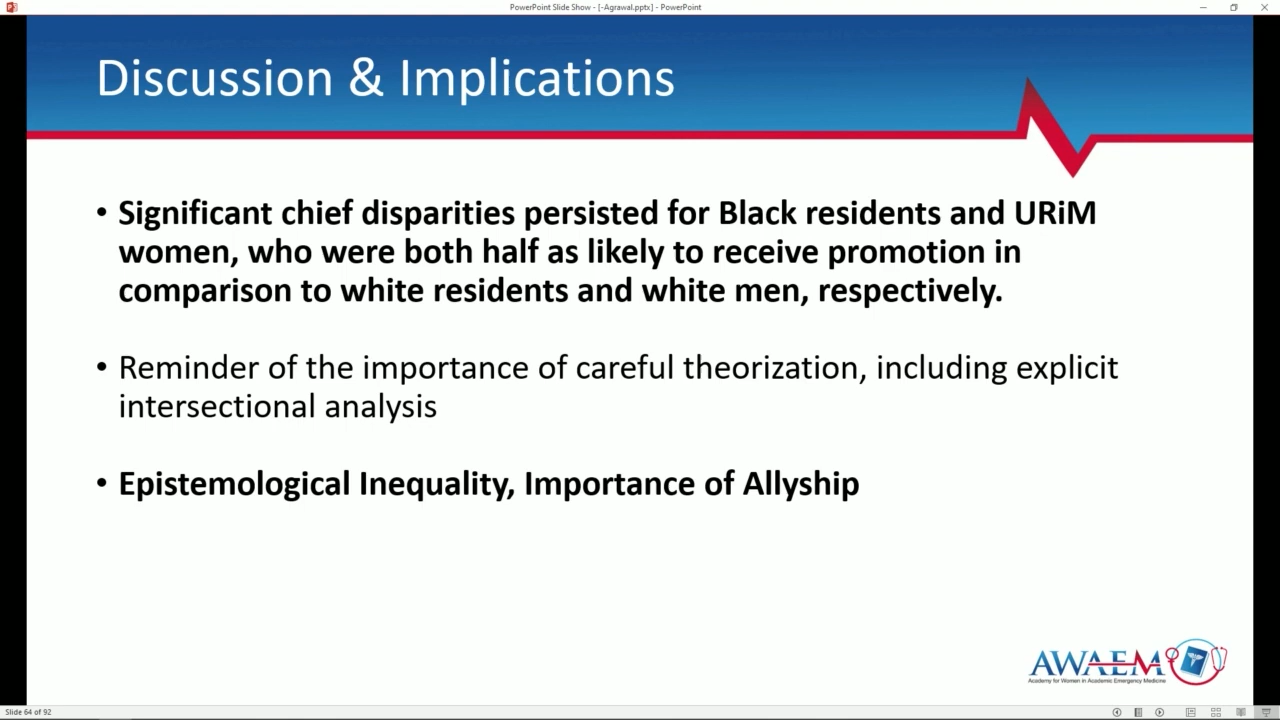 PowerPoint Slide Show - [-Agrawal.pptx] - PowerPoint
Discussion & Implications
• Significant chief disparities persisted for Black residents and URiM
women, who were both half as likely to receive promotion in
comparison to white residents and white men, respectively.
• Reminder of the importance of careful theorization, including explicit
intersectional analysis
• Epistemological Inequality, Importance of Allyship
AWAEM
Academy for Women in Academic Emergency Medicine
Slide 64 of 92